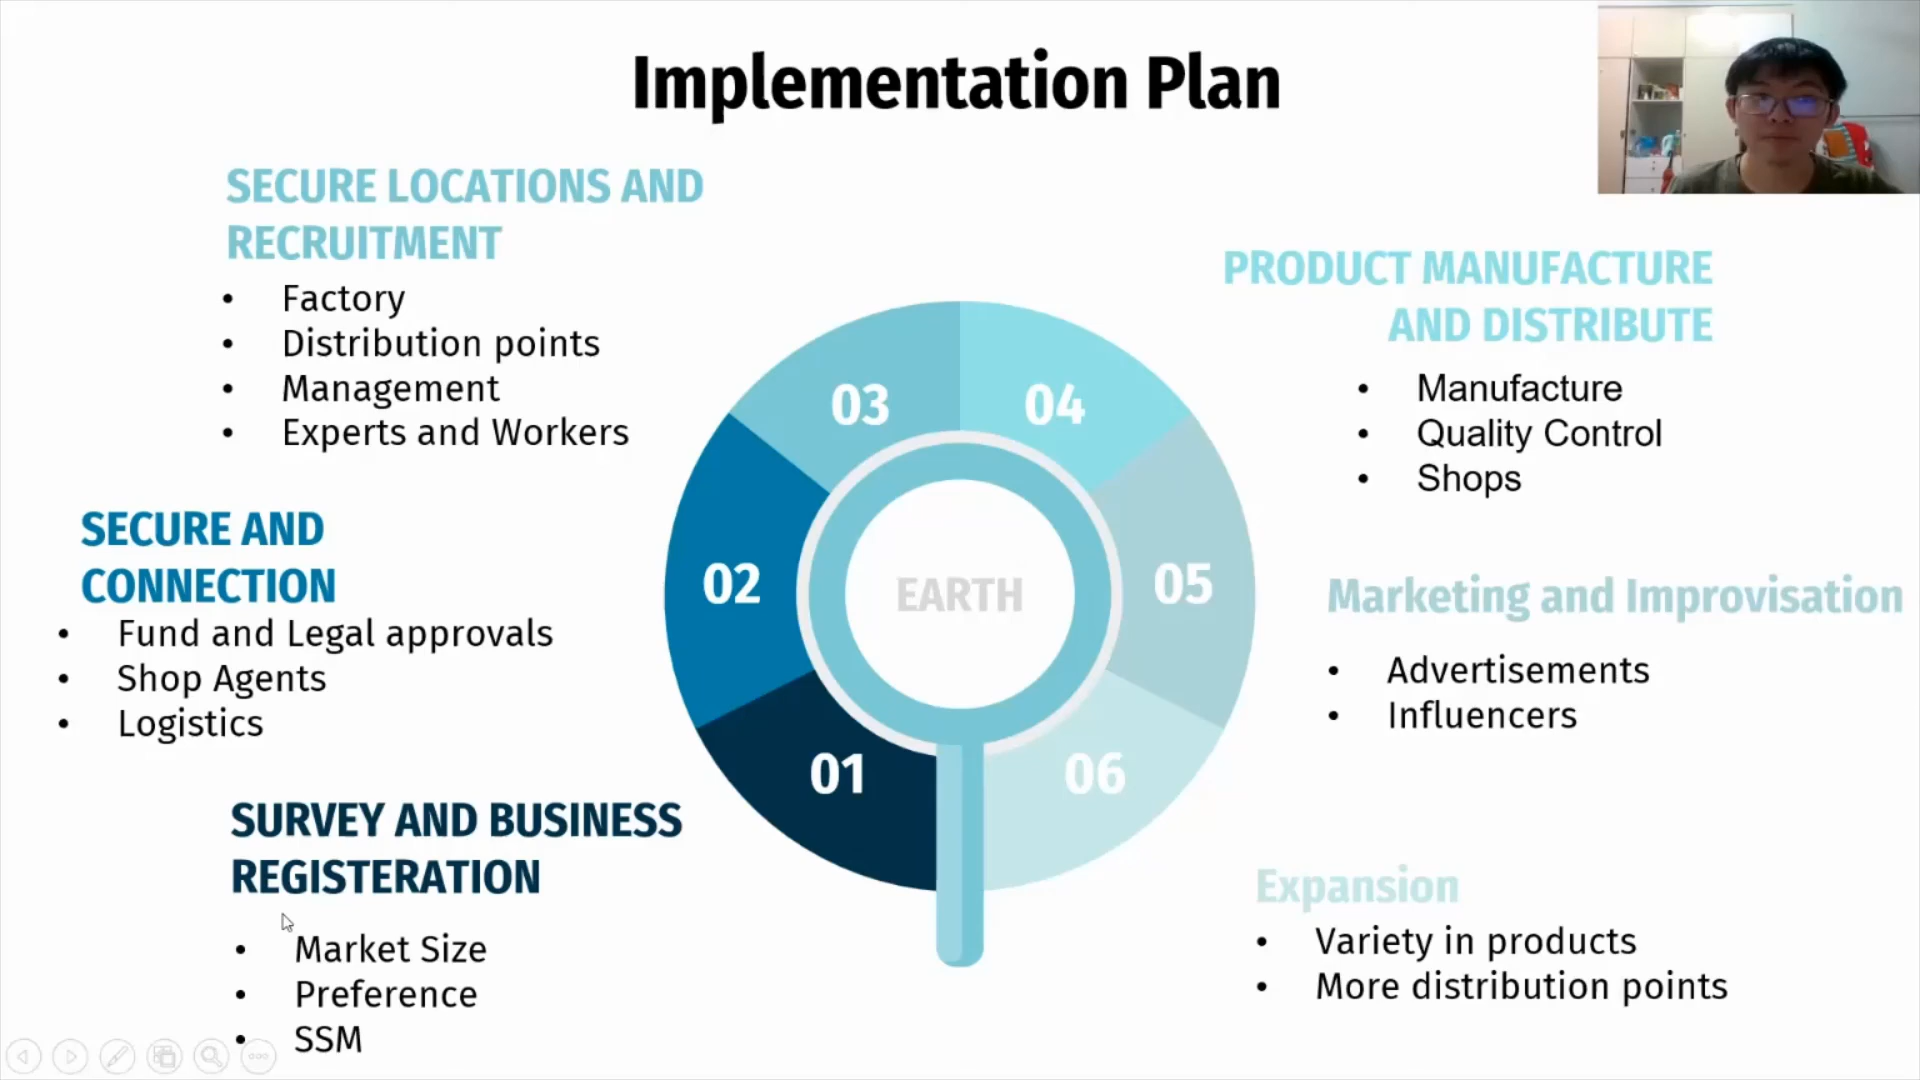 Implementation Plan
SECURE LOCATIONS AND
RECRUITMENT
• Factory
• Distribution points
• Management
• Experts and Workers
SECURE AND
CONNECTION
• Fund and Legal approvals
• Shop Agents
• Logistics
SURVEY AND BUSINESS
REGISTERATION
• Market Size
• Preference
• SSM
03
04
02
EARTH
05
01
06
PRODUCT MANUFACTURE
AND DISTRIBUTE
• Manufacture
• Quality Control
• Shops
Marketing and Improvisation
• Advertisements
• Influencers
Expansion
• Variety in products
• More distribution points